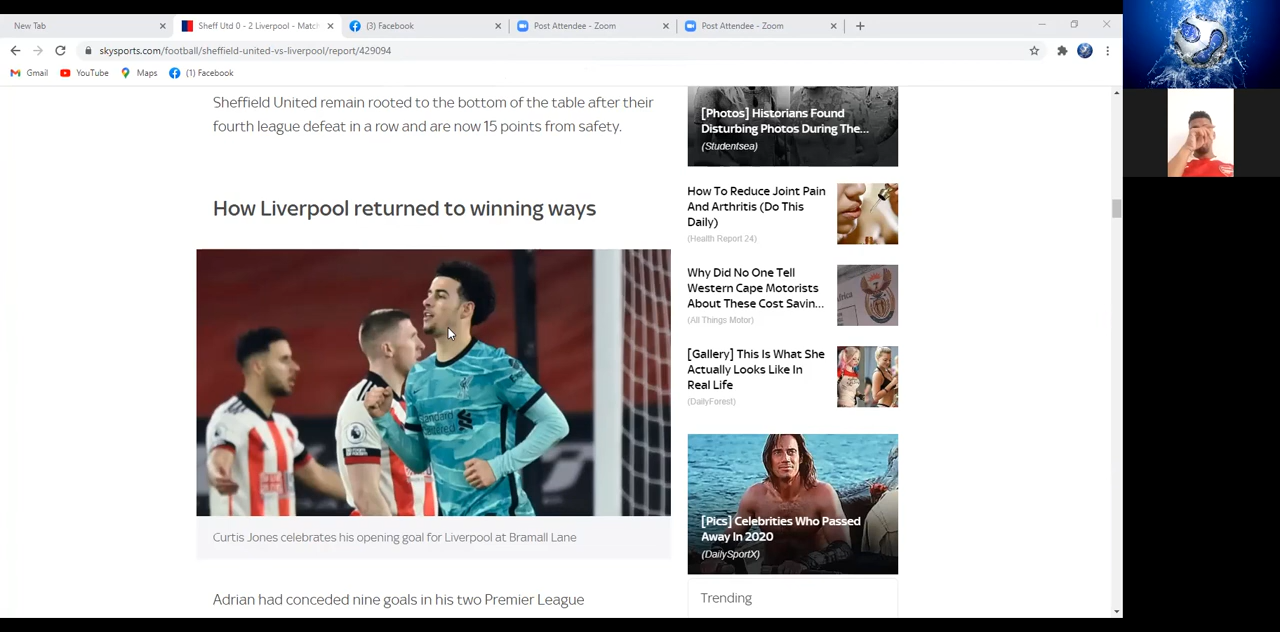 New Tab
Sheff Utd 0 - 2 Liverpool - Match
(3) Facebook
Post Attendee - Zoom
Post Attendee - Zoom
skysports.com/football/sheffield-united-vs-liverpool/report/429094
Gmail
YouTube
Maps
(1) Facebook
Sheffield United remain rooted to the bottom of the table after their
fourth league defeat in a row and are now 15 points from safety.
How Liverpool returned to winning ways
Standard
Chartered
Curtis Jones celebrates his opening goal for Liverpool at Bramall Lane
Adrian had conceded nine goals in his two Premier League
[Photos] Historians Found
Disturbing Photos During The...
(Studentsea)
How To Reduce Joint Pain
And Arthritis (Do This
Daily)
(Health Report 24)
Why Did No One Tell
Western Cape Motorists
About These Cost Savin...
(All Things Motor)
[Gallery] This Is What She
Actually Looks Like In
Real Life
(DailyForest)
[Pics] Celebrities Who Passed
Away In 2020
(DailySportX)
Trending